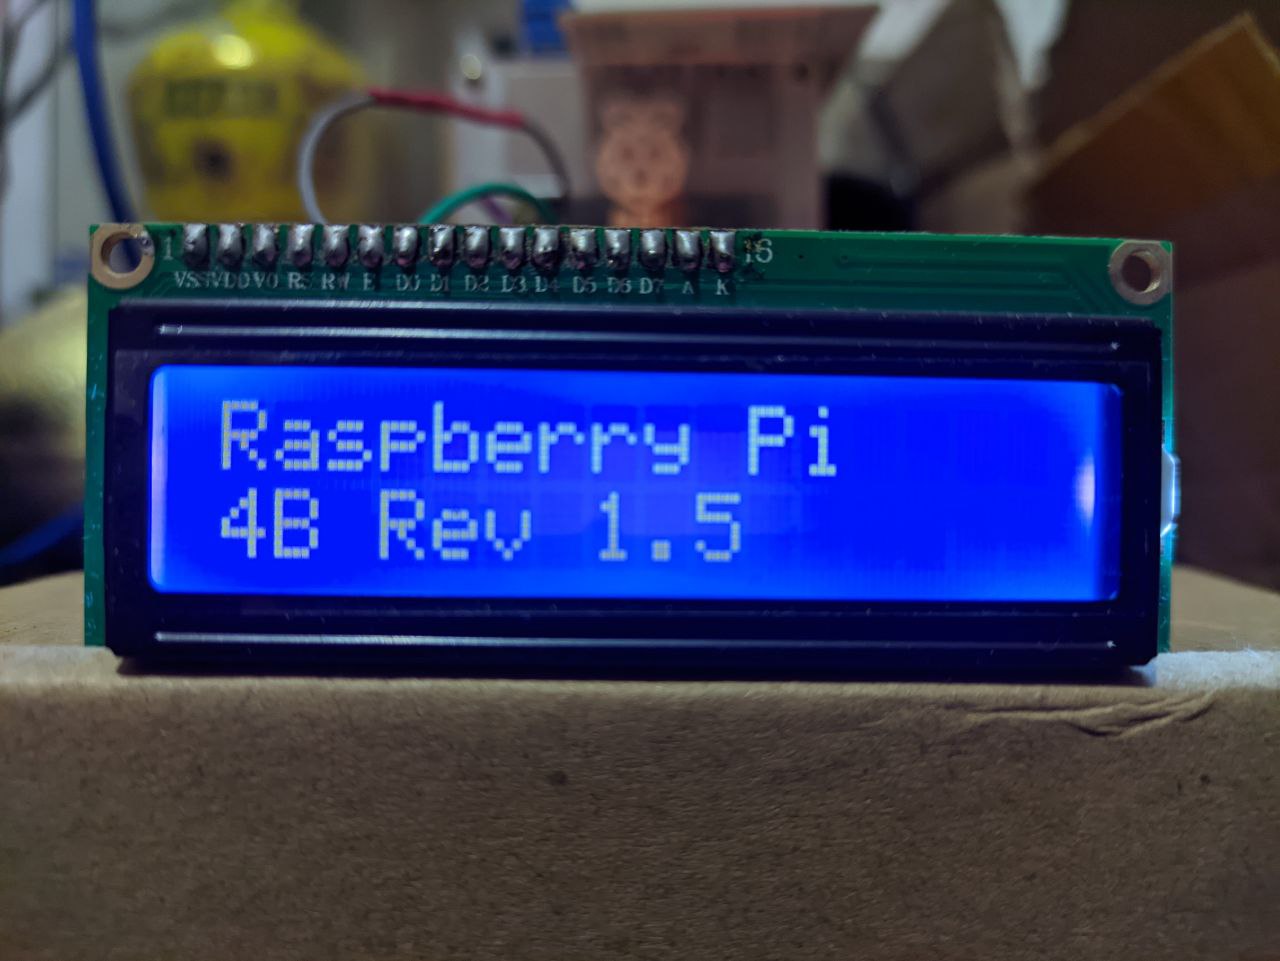 1 VSS VDD V0 RS RW E D0 D1 D2 D3 D4 D5 D6 D7 A K 16
Raspberry Pi
4B Rev 1.5